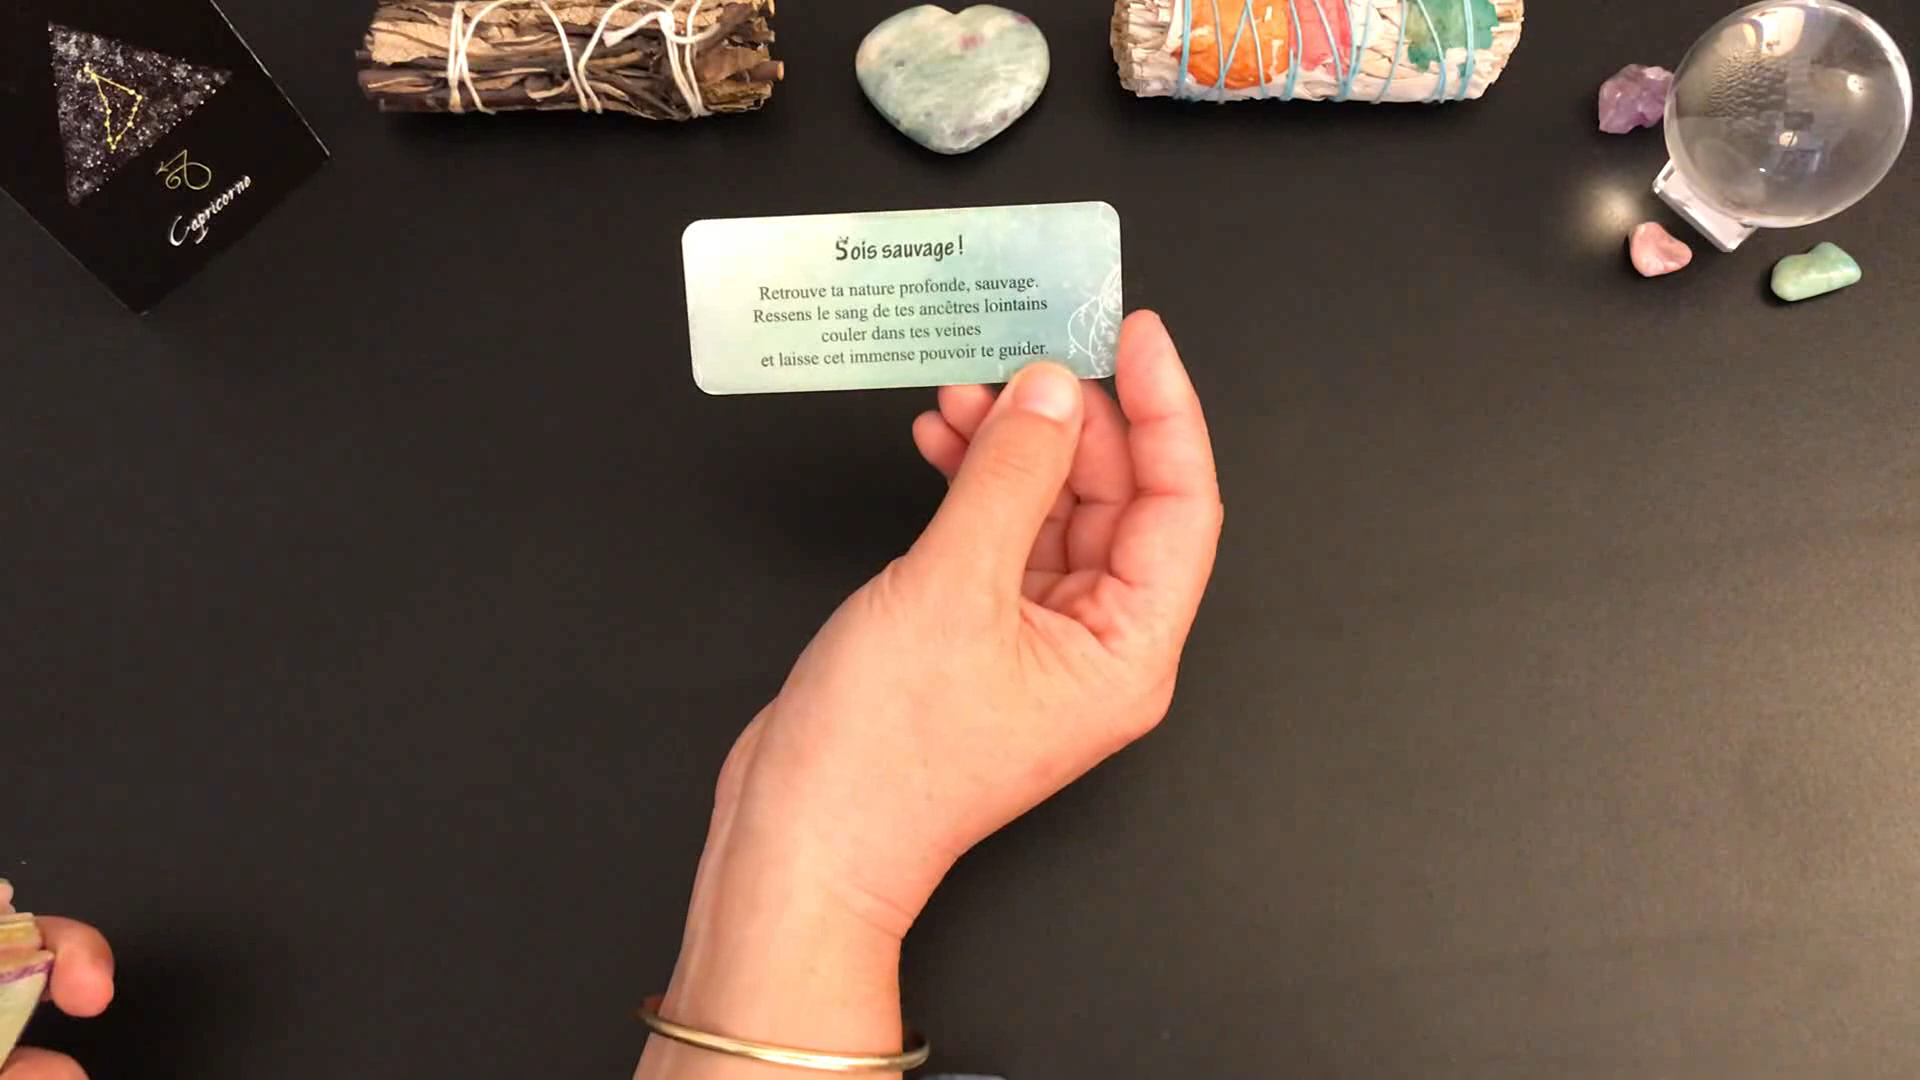 Capricorno
Sois sauvage !
Retrouve ta nature profonde, sauvage.
Ressens le sang de tes ancêtres lointains
couler dans tes veines
et laisse cet immense pouvoir te guider.